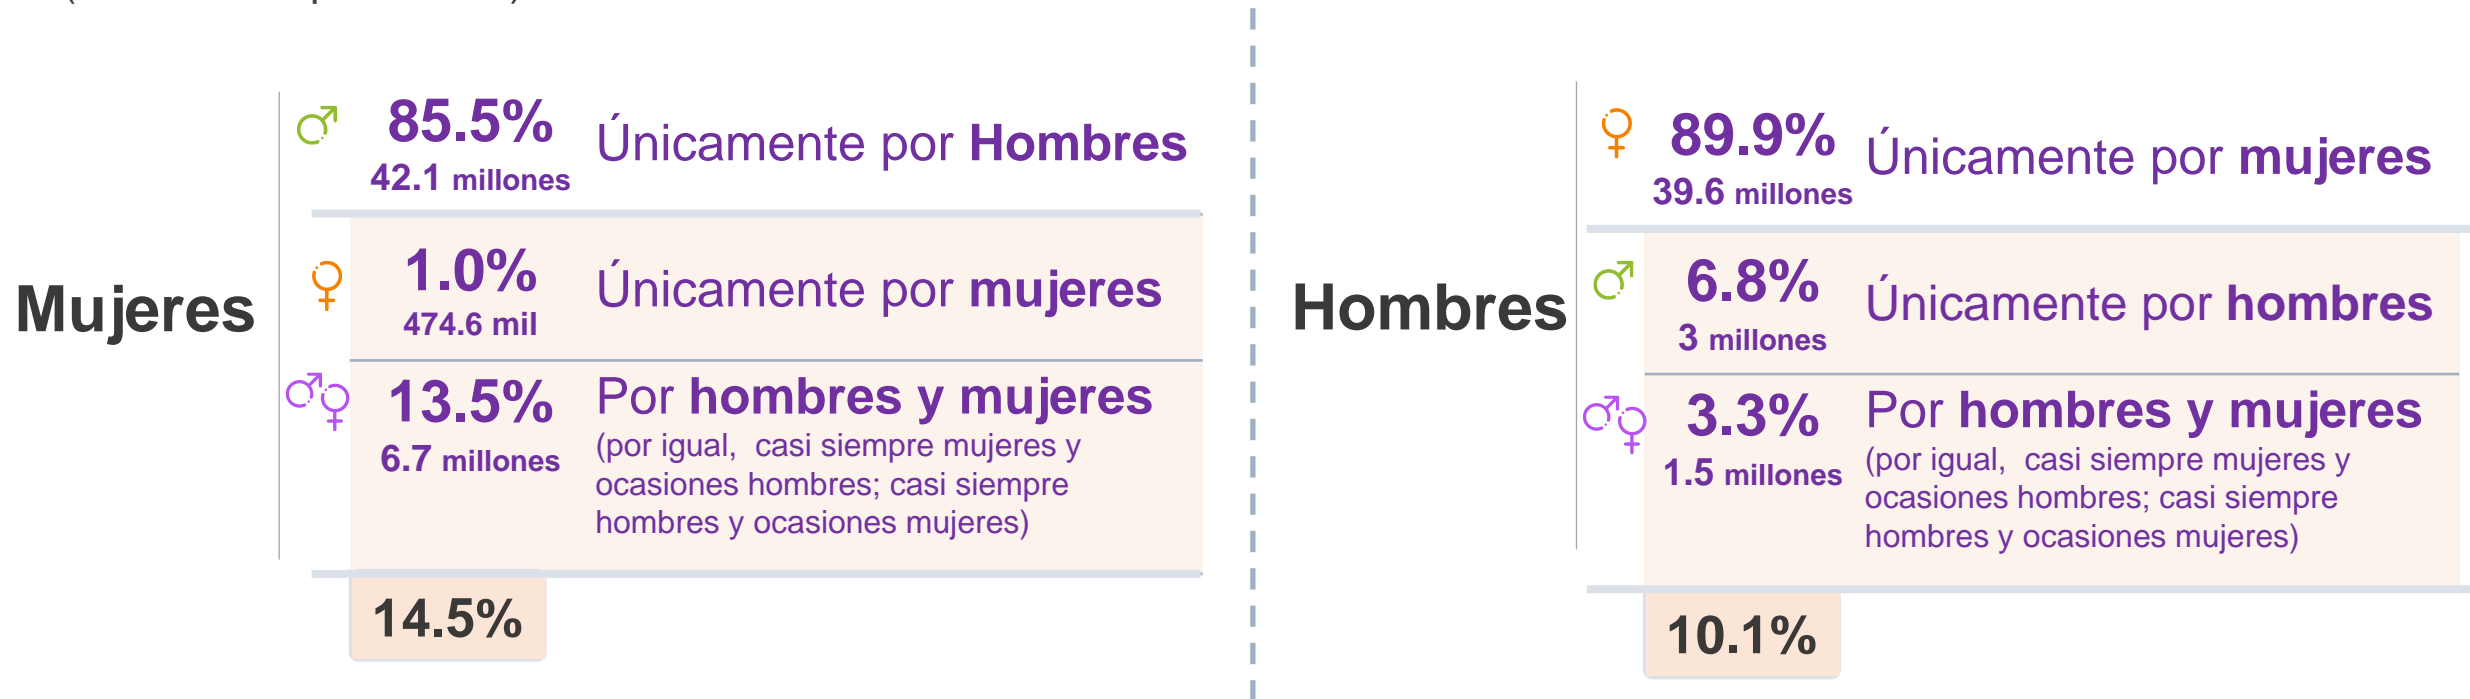 Mujeres
85.5%
42.1 millones
Únicamente por Hombres
1.0%
474.6 mil
Únicamente por mujeres
13.5%
6.7 millones
Por hombres y mujeres
(por igual,  casi siempre mujeres y
ocasiones hombres; casi siempre
hombres y ocasiones mujeres)
14.5%
Hombres
89.9%
39.6 millones
Únicamente por mujeres
6.8%
3 millones
Únicamente por hombres
3.3%
1.5 millones
Por hombres y mujeres
(por igual,  casi siempre mujeres y
ocasiones hombres; casi siempre
hombres y ocasiones mujeres)
10.1%